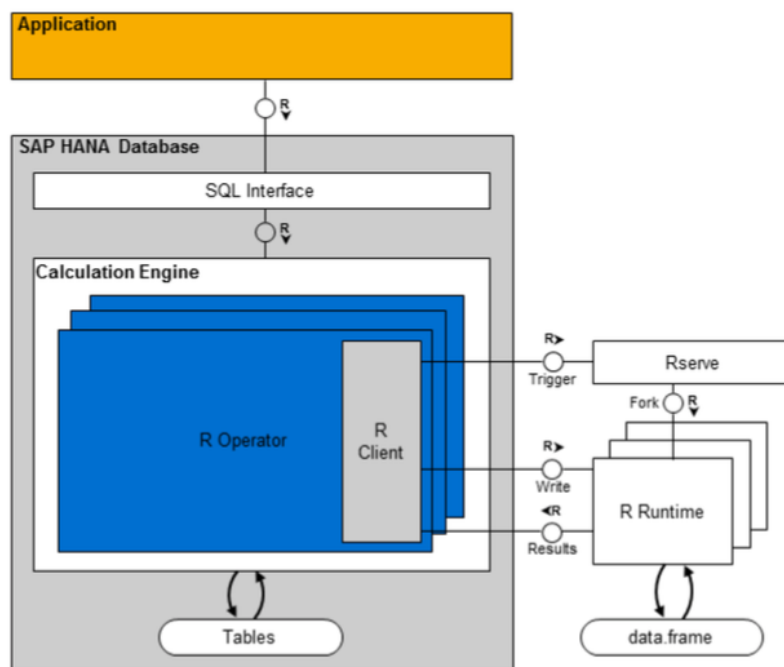 Application
R
SAP HANA Database
SQL Interface
R
Calculation Engine
R Operator
R
Client
R
Trigger
Rserve
Fork
R
R
Write
R Runtime
R
Results
Tables
data.frame